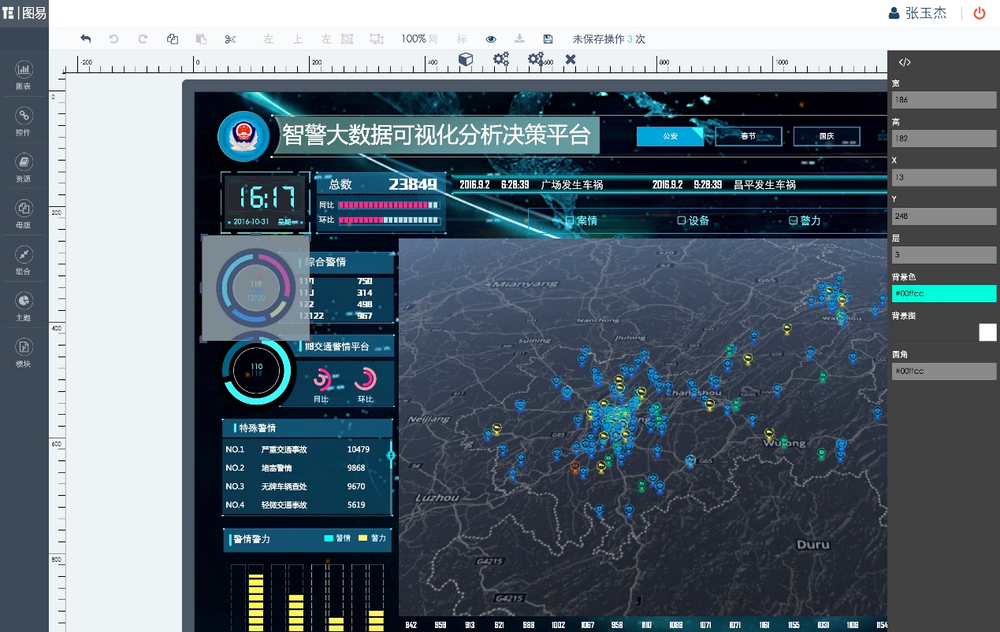 TE|图易
张玉杰
左 上 左 100% 网 标 未保存操作 3 次
-200 0 200 400 600 800 1000
图表
控件
资源
母版
组合
主题
模块
0
200
400
600
800
智警大数据可视化分析决策平台
公安 春节 国庆
16:17
2016-10-31 星期一
总数 23849
同比
环比
2016.9.2 6:28:39 广场发生车祸 2016.9.2 9:28:39 昌平发生车祸
案情 设备 警力
综合警情
119
12122
750
314
122 498
12122 967
交通警情平台
110
119
同比 环比
特殊警情
NO.1 严重交通事故 10479
NO.2 堵塞警情 9868
NO.3 无牌车辆查处 9670
NO.4 轻微交通事故 5619
警情警力 警情 警力
Mianyang
G65
Nanchong
Suining
Jiulong
Neijiang
G85
Wulong
G65
Luzhou
Duru
G4215
G4215
842 959 913 821 988 1002 1067 958 1110 1089 1071 1071 1161 1155 1031 1109 1154
</>
宽
186
高
182
X
13
Y
248
层
3
背景色
#00ffcc
背景图
圆角
#00ffcc